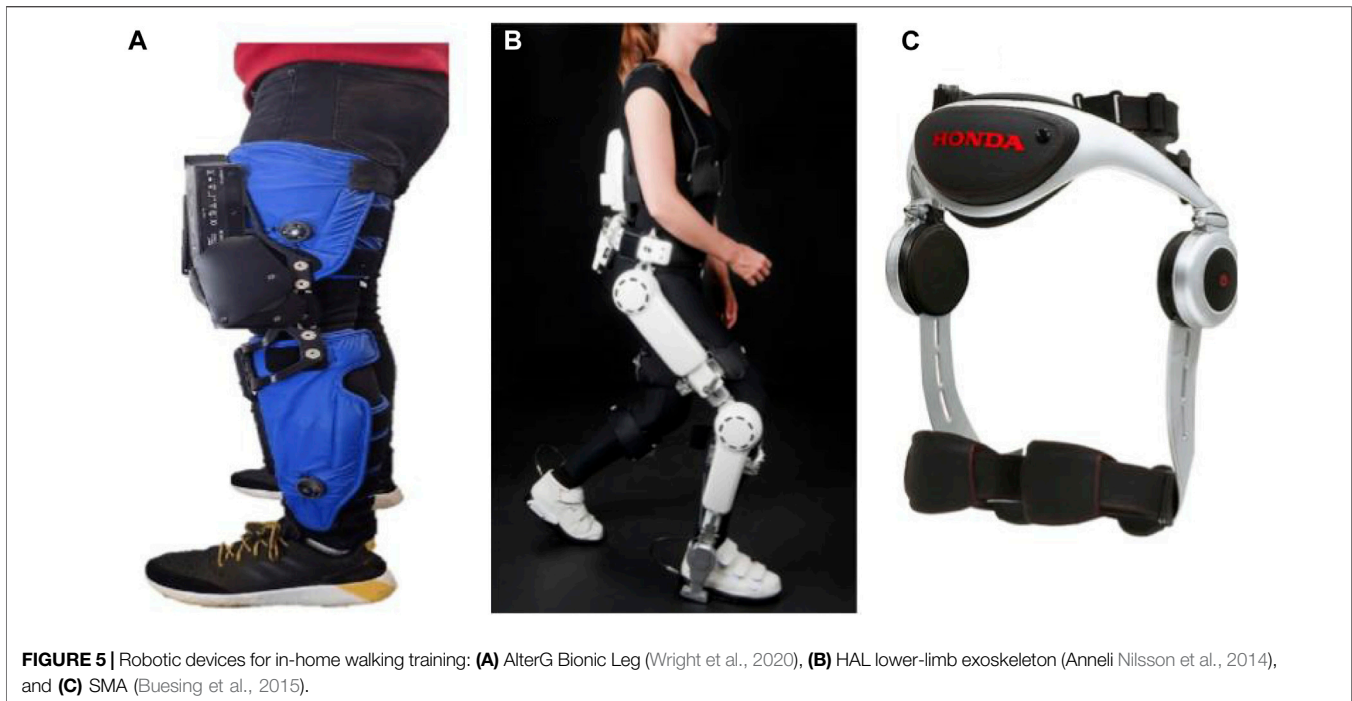 A
B
C
HONDA
FIGURE 5 | Robotic devices for in-home walking training: (A) AlterG Bionic Leg (Wright et al., 2020), (B) HAL lower-limb exoskeleton (Anneli Nilsson et al., 2014),
and (C) SMA (Buesing et al., 2015).